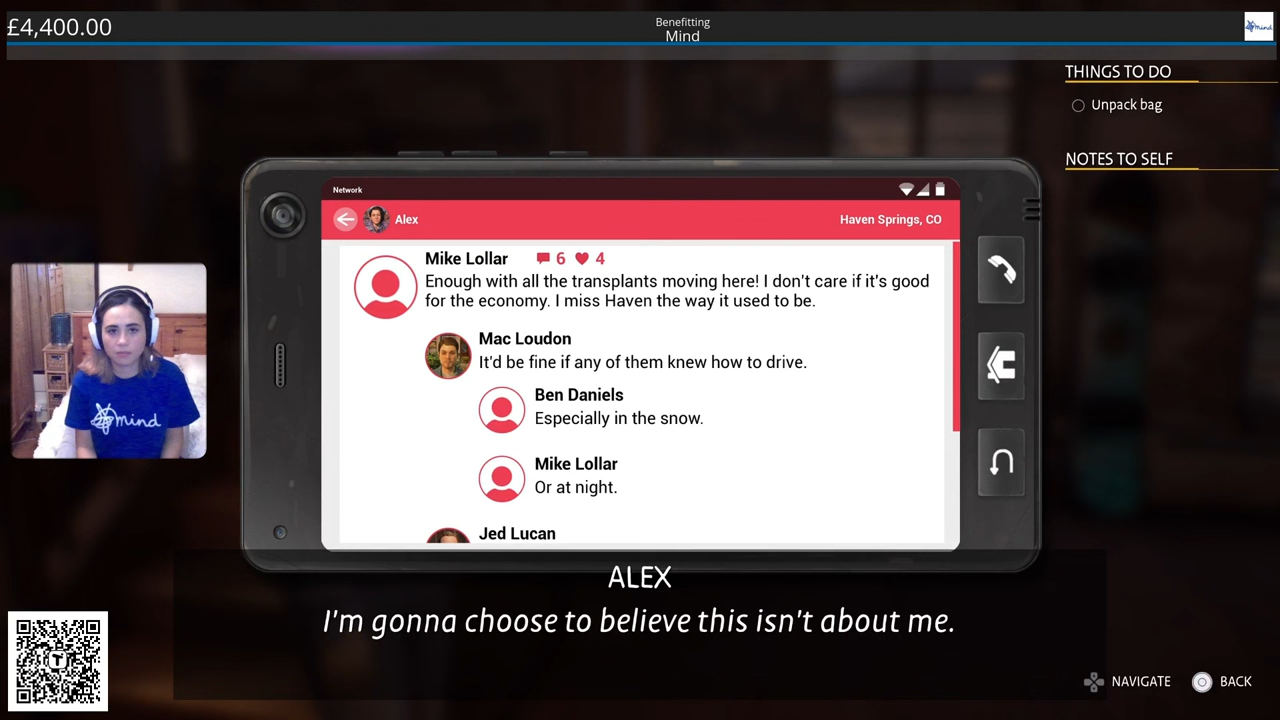 £4,400.00
Benefitting
Mind
mind
THINGS TO DO
Unpack bag
NOTES TO SELF
Network
Alex
Haven Springs, CO
Mike Lollar 6 4
Enough with all the transplants moving here! I don't care if it's good
for the economy. I miss Haven the way it used to be.
Mac Loudon
It'd be fine if any of them knew how to drive.
Ben Daniels
Especially in the snow.
Mike Lollar
Or at night.
Jed Lucan
mind
ALEX
I'm gonna choose to believe this isn't about me.
T
NAVIGATE
BACK